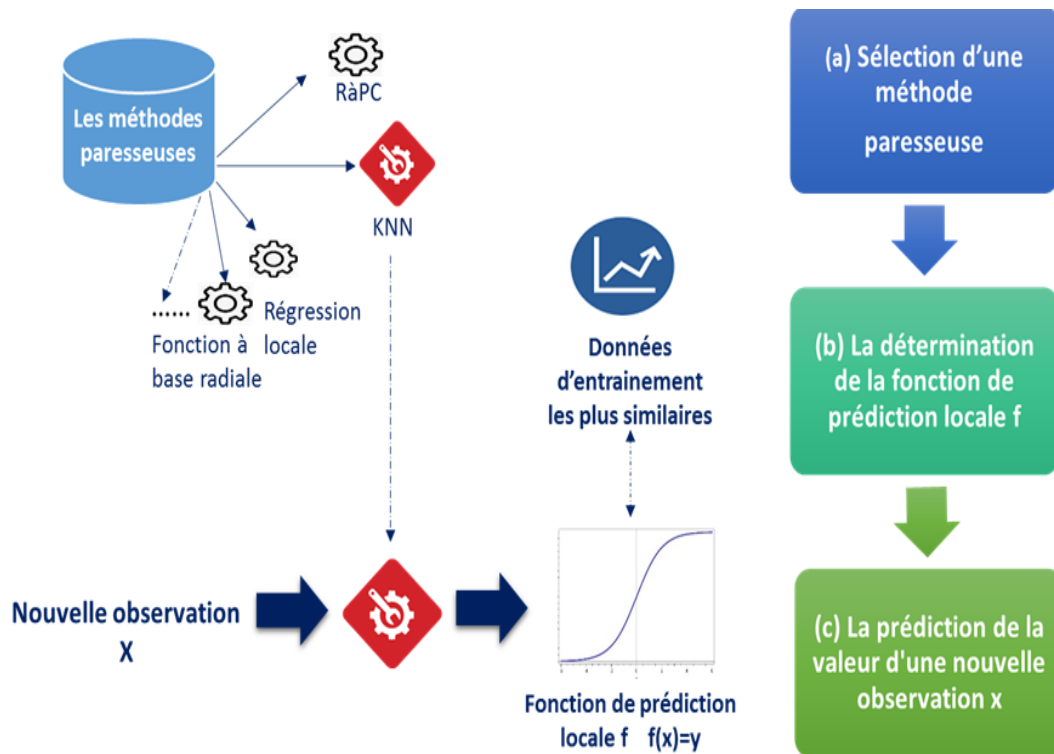 Les méthodes
paresseuses
RàPC
KNN
......
Fonction à
base radiale
Régression
locale
Données
d'entrainement
les plus similaires
Nouvelle observation
X
Fonction de prédiction
locale f f(x)=y
(a) Sélection d'une
méthode
paresseuse
(b) La détermination
de la fonction de
prédiction locale f
(c) La prédiction de la
valeur d'une nouvelle
observation x